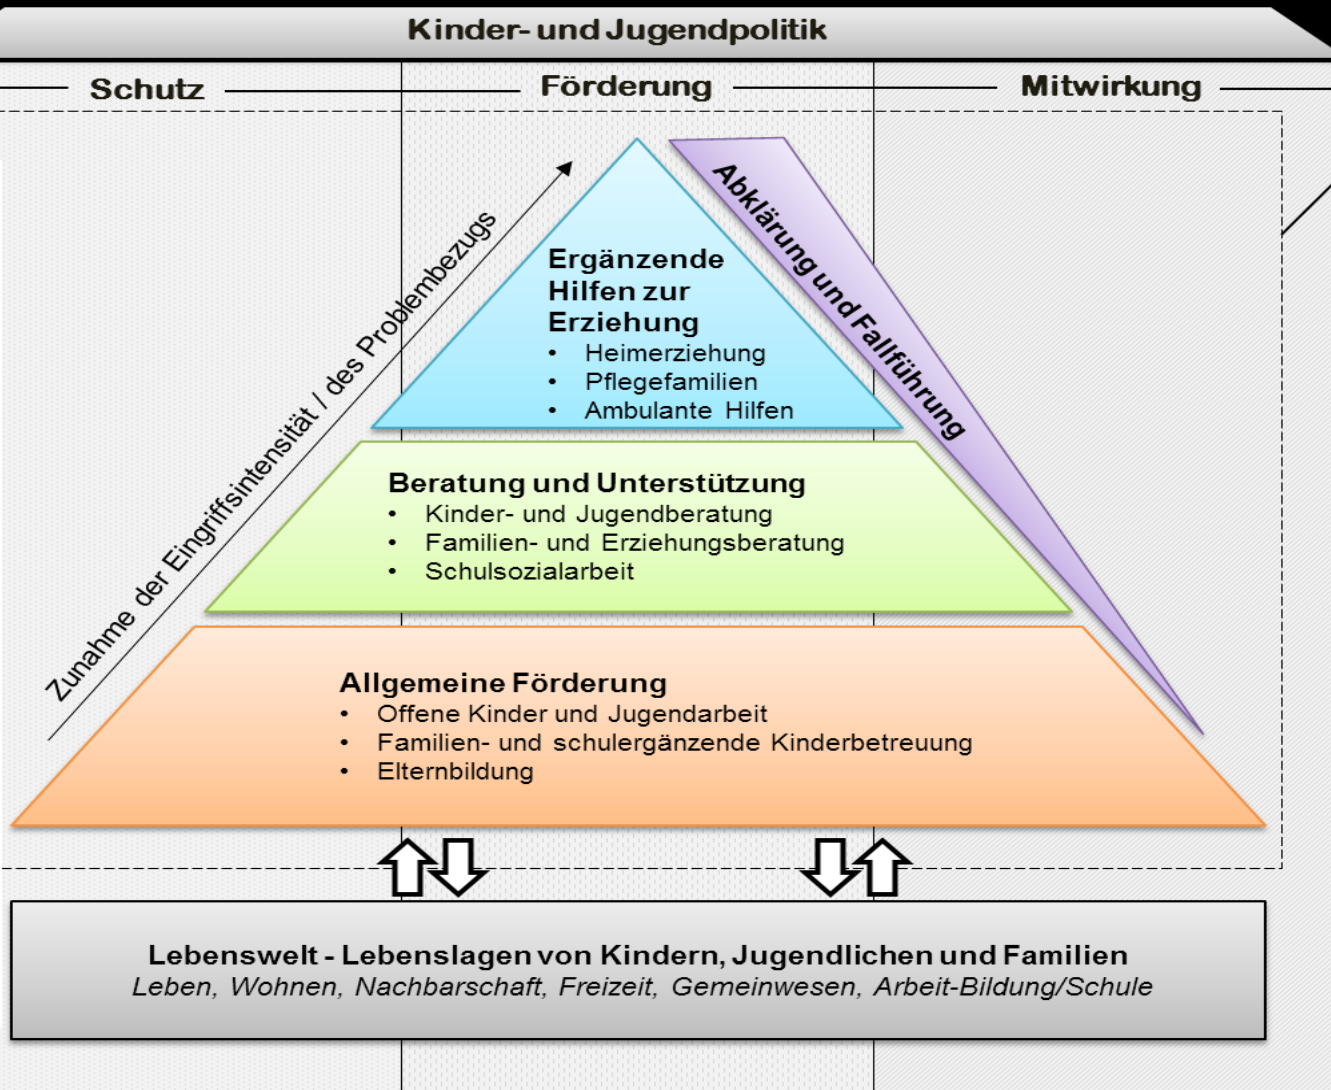 Kinder- und Jugendpolitik
Schutz
Förderung
Mitwirkung
Zunahme der Eingriffsintensität / des Problembezugs
Abklärung und Fallführung
Ergänzende
Hilfen zur
Erziehung
• Heimerziehung
• Pflegefamilien
• Ambulante Hilfen
Beratung und Unterstützung
• Kinder- und Jugendberatung
• Familien- und Erziehungsberatung
• Schulsozialarbeit
Allgemeine Förderung
• Offene Kinder und Jugendarbeit
• Familien- und schulergänzende Kinderbetreuung
• Elternbildung
Lebenswelt - Lebenslagen von Kindern, Jugendlichen und Familien
Leben, Wohnen, Nachbarschaft, Freizeit, Gemeinwesen, Arbeit-Bildung/Schule